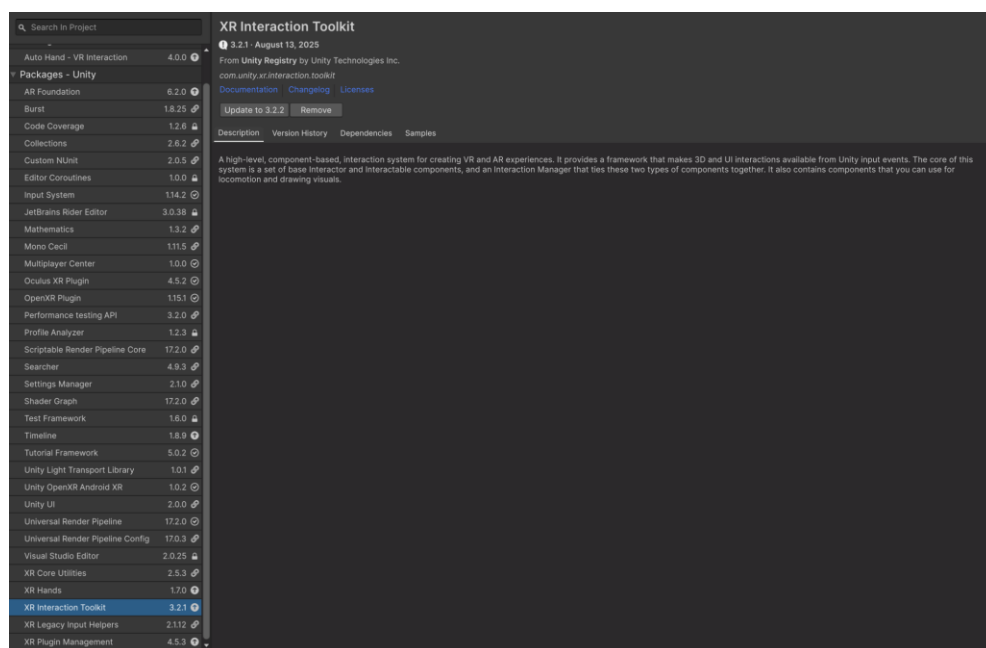 Search In Project
Auto Hand - VR Interaction 4.0.0
Packages - Unity
AR Foundation 6.2.0
Burst 1.8.25
Code Coverage 1.2.6
Collections 2.6.2
Custom NUnit 2.0.5
Editor Coroutines 1.0.0
Input System 1.14.2
JetBrains Rider Editor 3.0.38
Mathematics 1.3.2
Mono Cecil 1.11.5
Multiplayer Center 1.0.0
Oculus XR Plugin 4.5.2
OpenXR Plugin 1.15.1
Performance testing API 3.2.0
Profile Analyzer 1.2.3
Scriptable Render Pipeline Core 17.2.0
Searcher 4.9.3
Settings Manager 2.1.0
Shader Graph 17.2.0
Test Framework 1.6.0
Timeline 1.8.9
Tutorial Framework 5.0.2
Unity Light Transport Library 1.0.1
Unity OpenXR Android XR 1.0.2
Unity UI 2.0.0
Universal Render Pipeline 17.2.0
Universal Render Pipeline Config 17.0.3
Visual Studio Editor 2.0.25
XR Core Utilities 2.5.3
XR Hands 1.7.0
XR Interaction Toolkit 3.2.1
XR Legacy Input Helpers 2.1.12
XR Plugin Management 4.5.3
XR Interaction Toolkit
3.2.1 · August 13, 2025
From Unity Registry by Unity Technologies Inc.
com.unity.xr.interaction.toolkit
Documentation Changelog Licenses
Update to 3.2.2 Remove
Description Version History Dependencies Samples
A high-level, component-based, interaction system for creating VR and AR experiences. It provides a framework that makes 3D and UI interactions available from Unity input events. The core of this
system is a set of base Interactor and Interactable components, and an Interaction Manager that ties these two types of components together. It also contains components that you can use for
locomotion and drawing visuals.